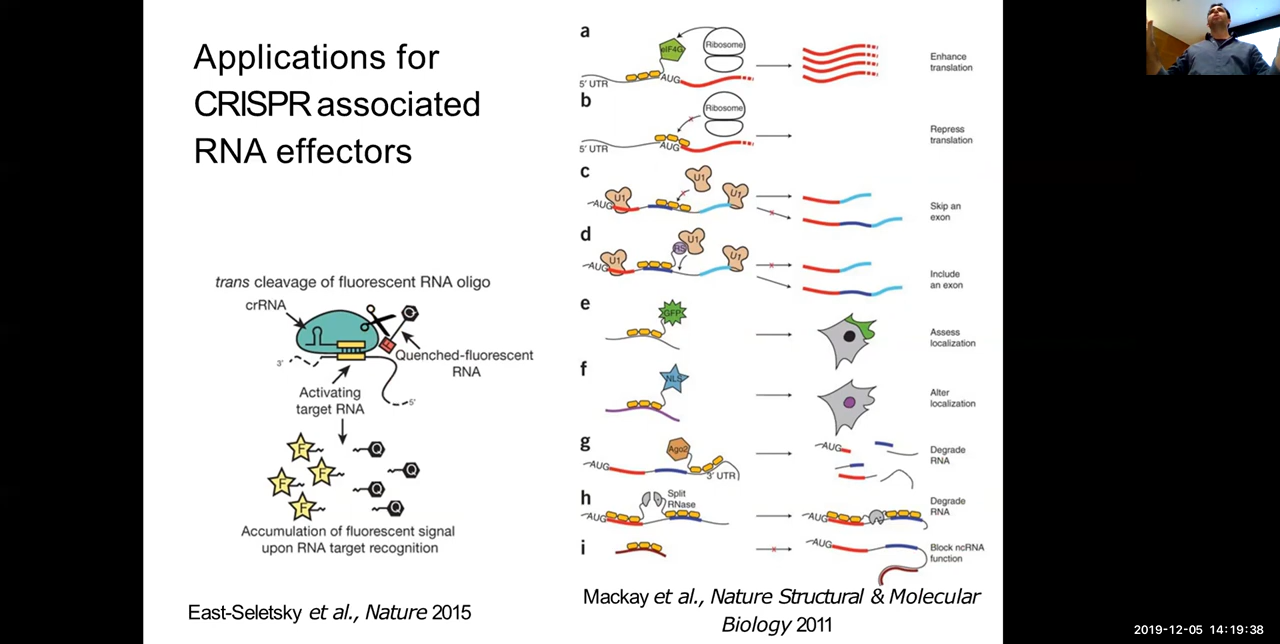 Applications for
CRISPR associated
RNA effectors
trans cleavage of fluorescent RNA oligo
crRNA
Q
F
Quenched-fluorescent
RNA
3'
Activating
target RNA
5'
F
Q
F
Q
F
Q
F
Q
Accumulation of fluorescent signal
upon RNA target recognition
East-Seletsky et al., Nature 2015
a
eIF4G
Ribosome
AUG
5' UTR
Enhance
translation
b
Ribosome
AUG
5' UTR
Repress
translation
c
U1
U1
U1
AUG
Skip an
exon
d
U1
RS
U1
U1
AUG
Include
an exon
e
GFP
Assess
localization
f
NLS
Alter
localization
g
Ago2
AUG
3' UTR
AUG
Degrade
RNA
h
Split
RNase
AUG
AUG
Degrade
RNA
i
AUG
Block ncRNA
function
Mackay et al., Nature Structural & Molecular
Biology 2011
2019-12-05 14:19:38